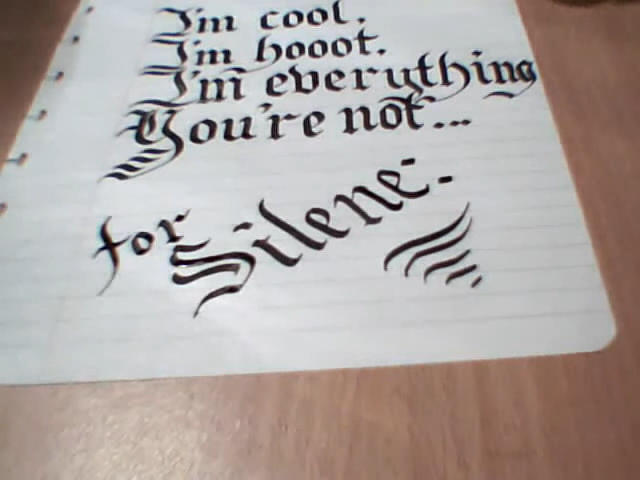 I'm cool.
I'm hooot.
I'm everything
You're not...
for Silene: